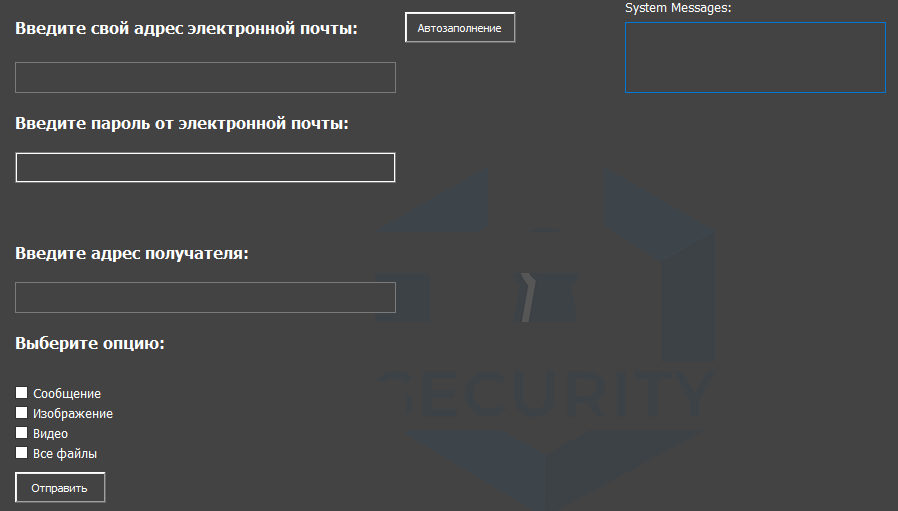 System Messages:
Введите свой адрес электронной почты:
Автозаполнение
Введите пароль от электронной почты:
Введите адрес получателя:
Выберите опцию:
Сообщение
Изображение
Видео
Все файлы
SECURITY
Отправить